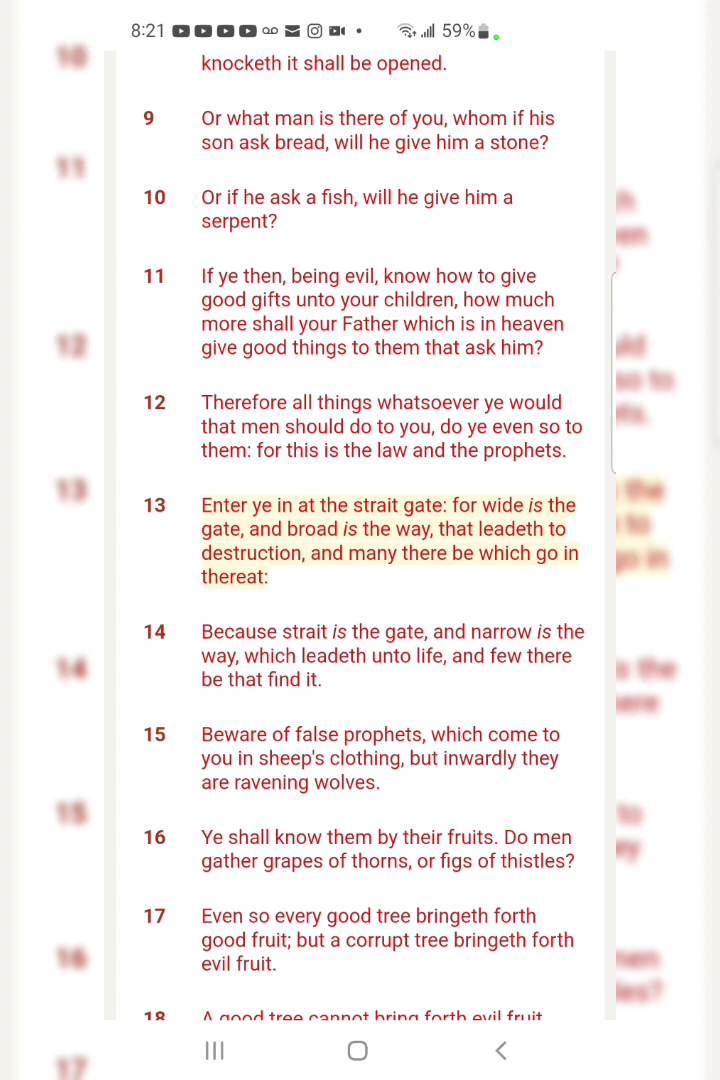 8:21 59%
knocketh it shall be opened.
9 Or what man is there of you, whom if his
son ask bread, will he give him a stone?
10 Or if he ask a fish, will he give him a
serpent?
11 If ye then, being evil, know how to give
good gifts unto your children, how much
more shall your Father which is in heaven
give good things to them that ask him?
12 Therefore all things whatsoever ye would
that men should do to you, do ye even so to
them: for this is the law and the prophets.
13 Enter ye in at the strait gate: for wide is the
gate, and broad is the way, that leadeth to
destruction, and many there be which go in
thereat:
14 Because strait is the gate, and narrow is the
way, which leadeth unto life, and few there
be that find it.
15 Beware of false prophets, which come to
you in sheep's clothing, but inwardly they
are ravening wolves.
16 Ye shall know them by their fruits. Do men
gather grapes of thorns, or figs of thistles?
17 Even so every good tree bringeth forth
good fruit; but a corrupt tree bringeth forth
evil fruit.
18 A good tree cannot bring forth evil fruit